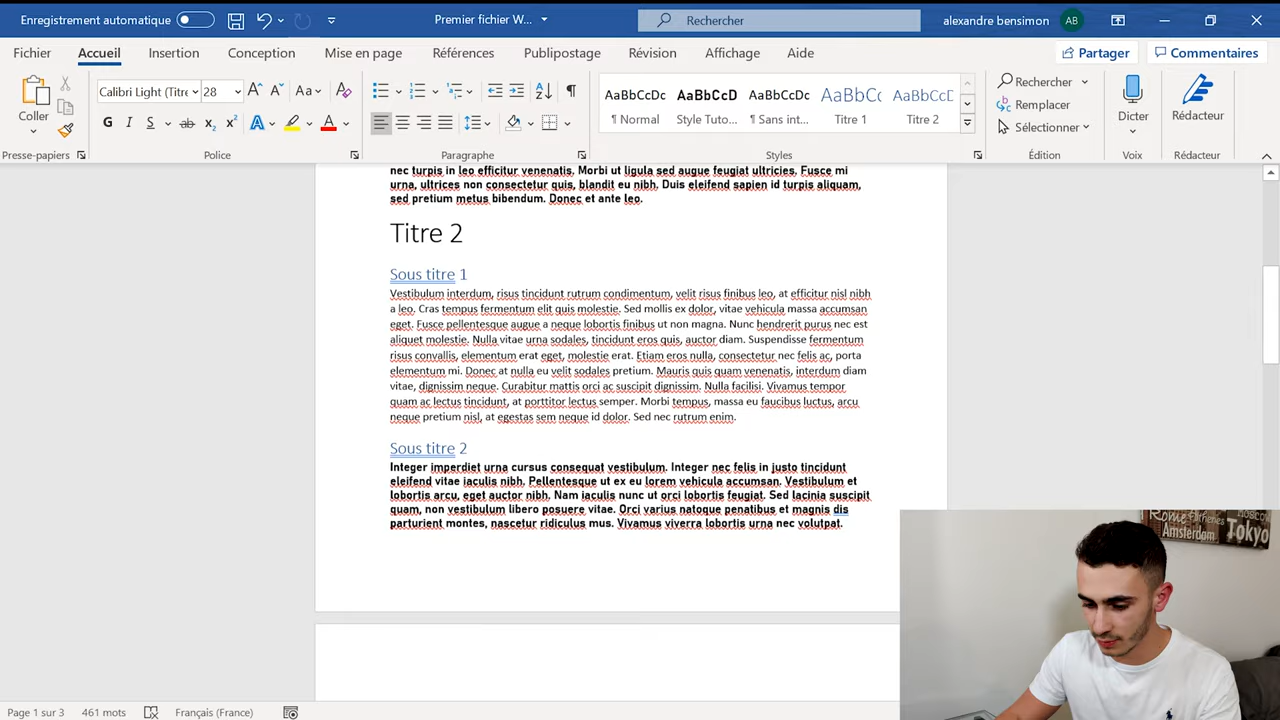 Enregistrement automatique
Premier fichier W...
Rechercher
alexandre bensimon
AB
Fichier
Accueil
Insertion
Conception
Mise en page
Références
Publipostage
Révision
Affichage
Aide
Partager
Commentaires
Coller
Calibri Light (Titre
28
AaBbCcDc
AaBbCcD
AaBbCcDc
AaBbCc
AaBbCcC
¶ Normal
Style Tuto...
¶ Sans int...
Titre 1
Titre 2
Rechercher
Remplacer
Sélectionner
Dicter
Rédacteur
Presse-papiers
Police
Paragraphe
Styles
Édition
Voix
Rédacteur
nec turpis in leo efficitur venenatis. Morbi ut ligula sed augue feugiat ultricies. Fusce mi
urna, ultrices non consectetur quis, blandit eu nibh. Duis eleifend sapien id turpis aliquam,
sed pretium metus bibendum. Donec et ante leo.
Titre 2
Sous titre 1
Vestibulum interdum, risus tincidunt rutrum condimentum, velit risus finibus leo, at efficitur nisl nibh
a leo. Cras tempus fermentum elit quis molestie. Sed mollis ex dolor, vitae vehicula massa accumsan
eget. Fusce pellentesque augue a neque lobortis finibus ut non magna. Nunc hendrerit purus nec est
aliquet molestie. Nulla vitae urna sodales, tincidunt eros quis, auctor diam. Suspendisse fermentum
risus convallis, elementum erat eget, molestie erat. Etiam eros nulla, consectetur nec felis ac, porta
elementum mi. Donec at nulla eu velit sodales pretium. Mauris quis quam venenatis, interdum diam
vitae, dignissim neque. Curabitur mattis orci ac suscipit dignissim. Nulla facilisi. Vivamus tempor
quam ac lectus tincidunt, at porttitor lectus semper. Morbi tempus, massa eu faucibus luctus, arcu
neque pretium nisl, at egestas sem neque id dolor. Sed nec rutrum enim.
Sous titre 2
Integer imperdiet urna cursus consequat vestibulum. Integer nec felis in justo tincidunt
eleifend vitae iaculis nibh. Pellentesque ut ex eu lorem vehicula accumsan. Vestibulum et
lobortis arcu, eget auctor nibh. Nam iaculis nunc ut orci lobortis feugiat. Sed lacinia suscipit
quam, non vestibulum libero posuere vitae. Orci varius natoque penatibus et magnis dis
parturient montes, nascetur ridiculus mus. Vivamus viverra lobortis urna nec volutpat.
Rome
Amsterdam
Tokyo
Page 1 sur 3
461 mots
Français (France)